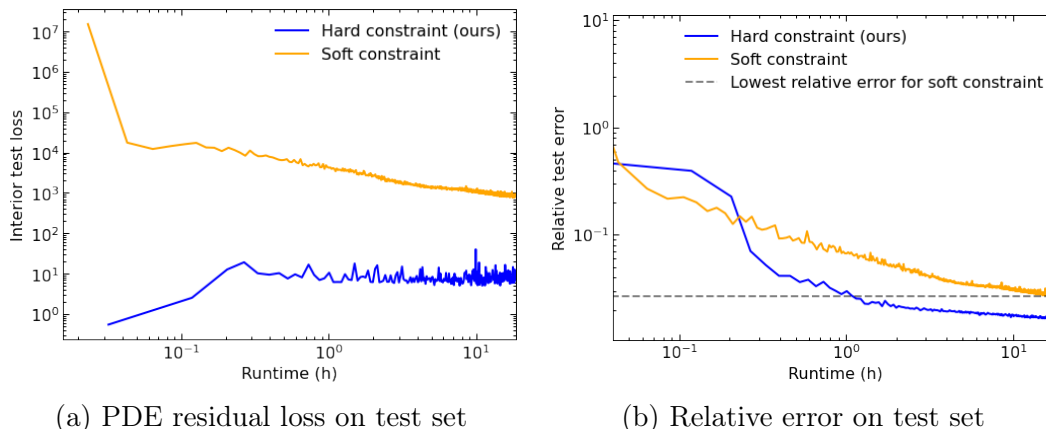 10^7
10^6
10^5
10^4
10^3
10^2
10^1
10^0
Interior test loss
Hard constraint (ours)
Soft constraint
10^-1
10^0
10^1
Runtime (h)
(a) PDE residual loss on test set
10^1
10^0
10^-1
Relative test error
Hard constraint (ours)
Soft constraint
Lowest relative error for soft constraint
10^-1
10^0
10^1
Runtime (h)
(b) Relative error on test set